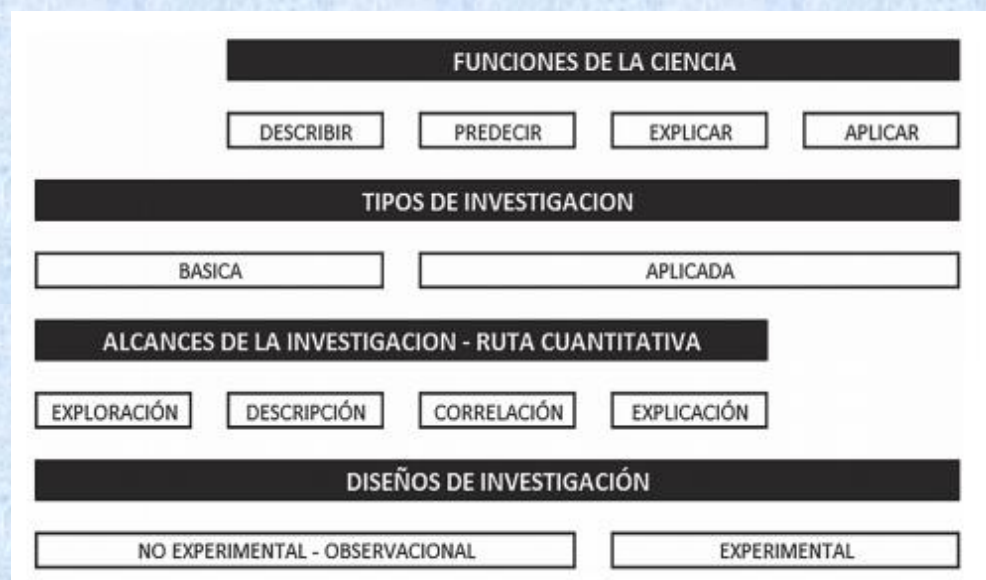 FUNCIONES DE LA CIENCIA
DESCRIBIR
PREDECIR
EXPLICAR
APLICAR
TIPOS DE INVESTIGACION
BASICA
APLICADA
ALCANCES DE LA INVESTIGACION - RUTA CUANTITATIVA
EXPLORACIÓN
DESCRIPCIÓN
CORRELACIÓN
EXPLICACIÓN
DISEÑOS DE INVESTIGACIÓN
NO EXPERIMENTAL - OBSERVACIONAL
EXPERIMENTAL